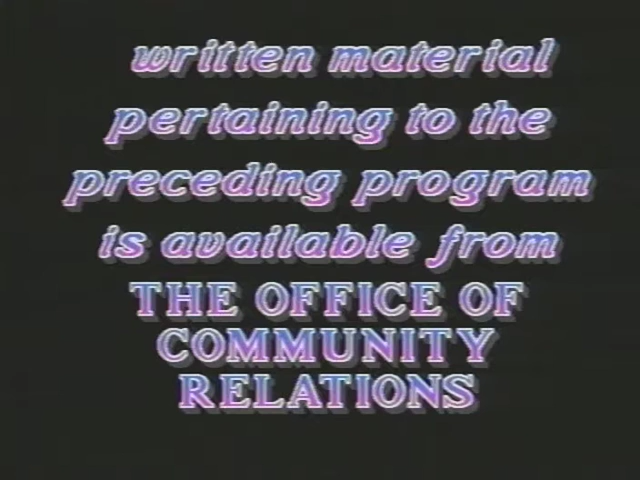 written material
pertaining to the
preceding program
is available from
THE OFFICE OF
COMMUNITY
RELATIONS